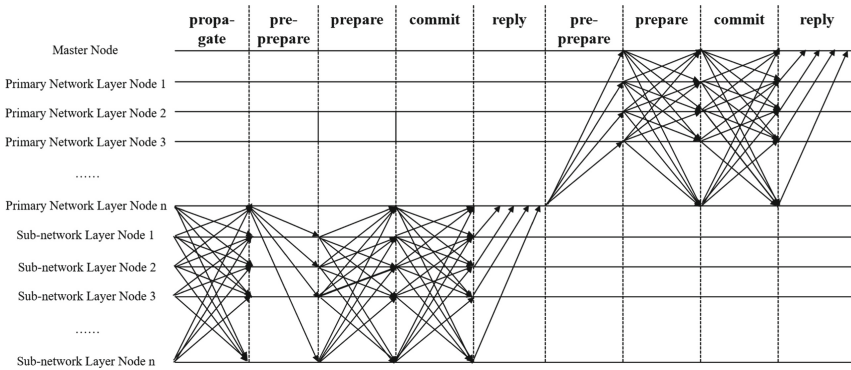 propa-
gate
pre-
prepare
prepare
commit
reply
pre-
prepare
prepare
commit
reply
Master Node
Primary Network Layer Node 1
Primary Network Layer Node 2
Primary Network Layer Node 3
……
Primary Network Layer Node n
Sub-network Layer Node 1
Sub-network Layer Node 2
Sub-network Layer Node 3
……
Sub-network Layer Node n